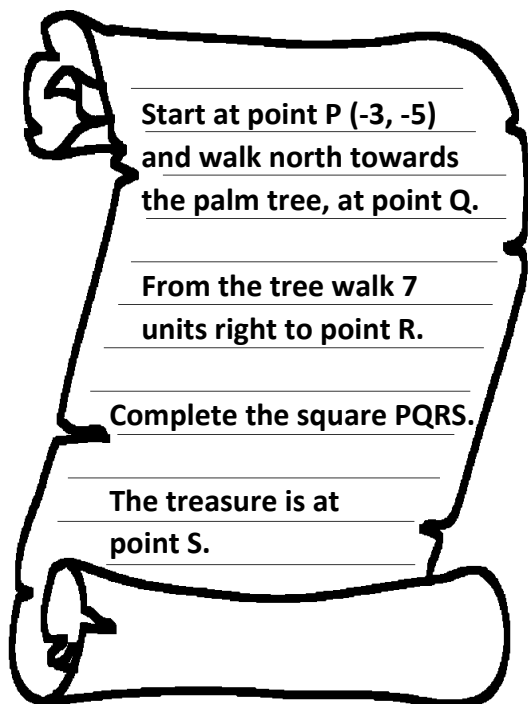 Start at point P (-3, -5)
and walk north towards
the palm tree, at point Q.
From the tree walk 7
units right to point R.
Complete the square PQRS.
The treasure is at
point S.